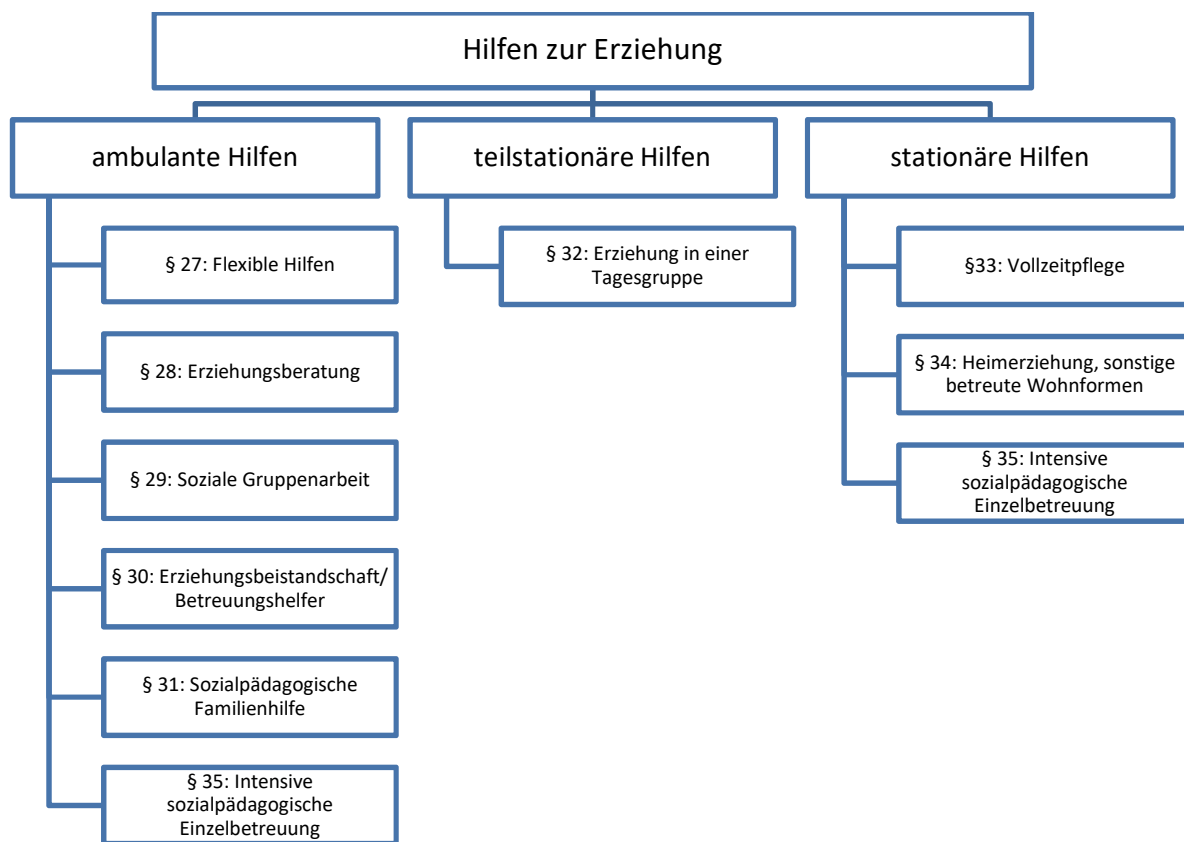 Hilfen zur Erziehung
ambulante Hilfen
§ 27: Flexible Hilfen
§ 28: Erziehungsberatung
§ 29: Soziale Gruppenarbeit
§ 30: Erziehungsbeistandschaft/
Betreuungshelfer
§ 31: Sozialpädagogische
Familienhilfe
§ 35: Intensive
sozialpädagogische
Einzelbetreuung
teilstationäre Hilfen
§ 32: Erziehung in einer
Tagesgruppe
stationäre Hilfen
§33: Vollzeitpflege
§ 34: Heimerziehung, sonstige
betreute Wohnformen
§ 35: Intensive
sozialpädagogische
Einzelbetreuung